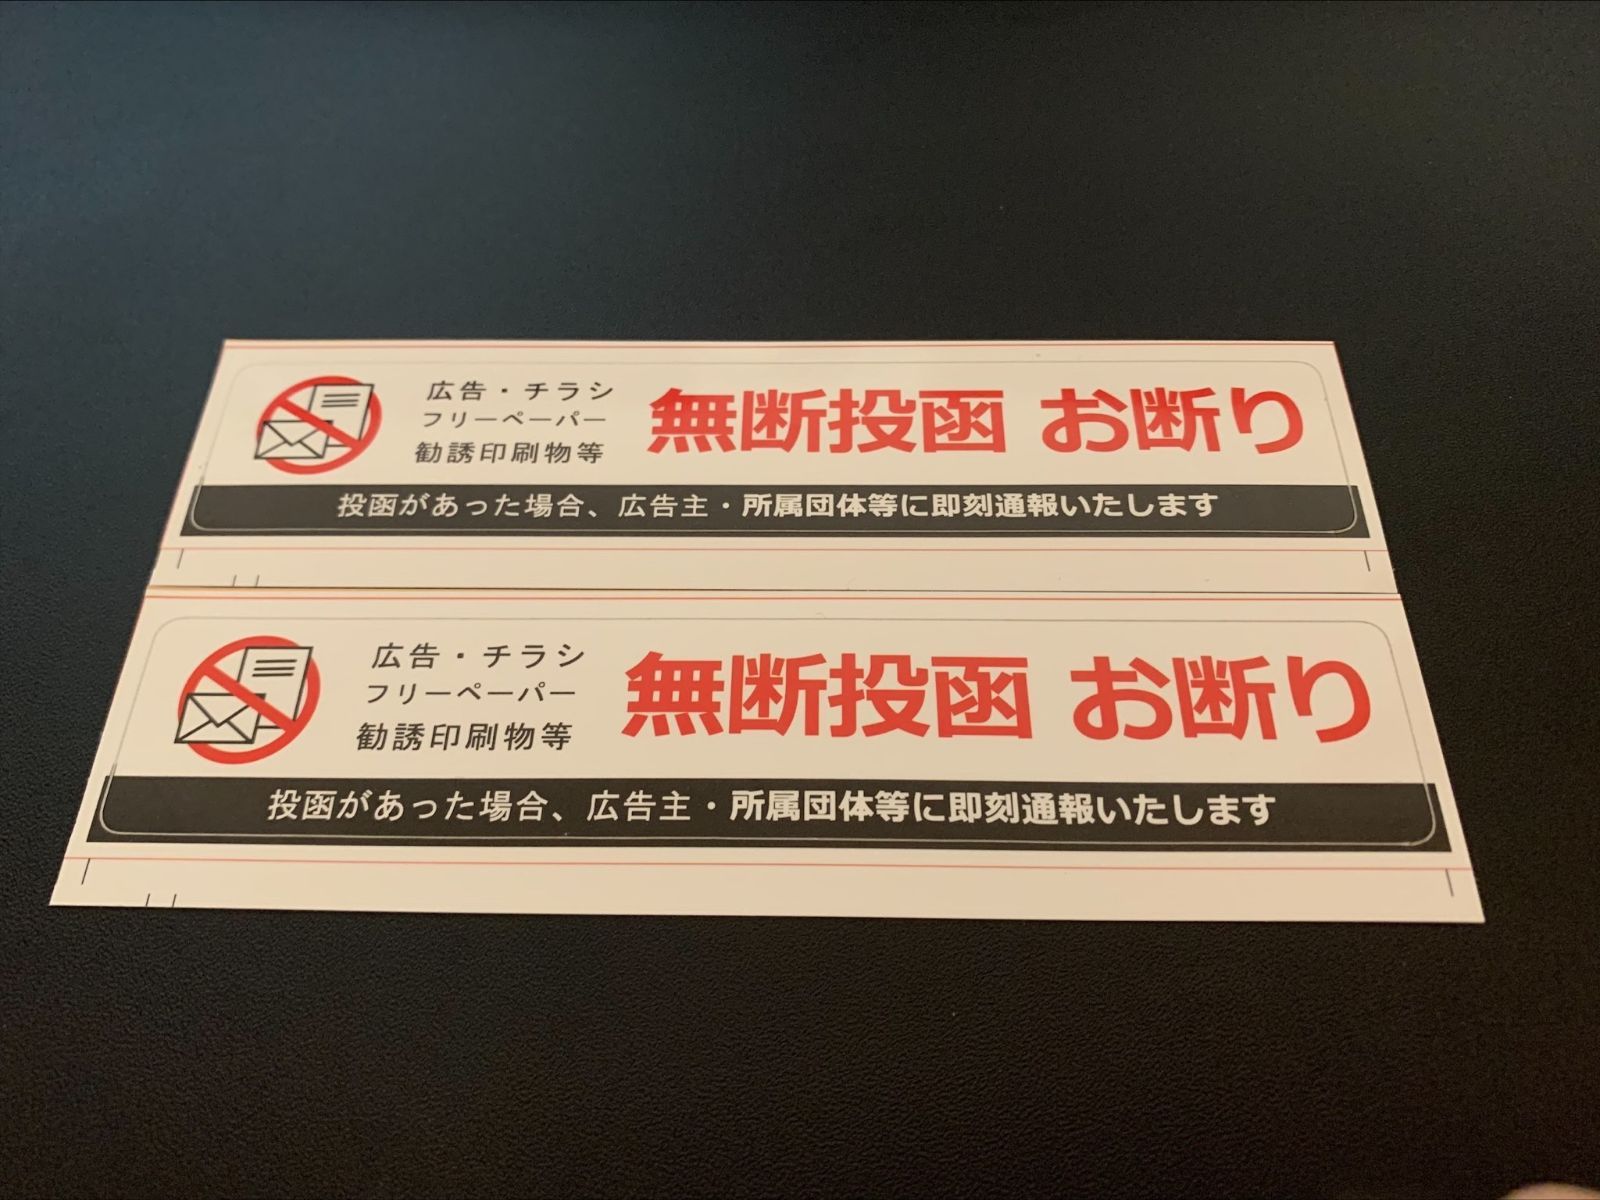 広告・チラシ
フリーペーパー
勧誘印刷物等
無断投函 お断り
投函があった場合、広告主・所属団体等に即刻通報いたします
広告・チラシ
フリーペーパー
勧誘印刷物等
無断投函 お断り
投函があった場合、広告主・所属団体等に即刻通報いたします